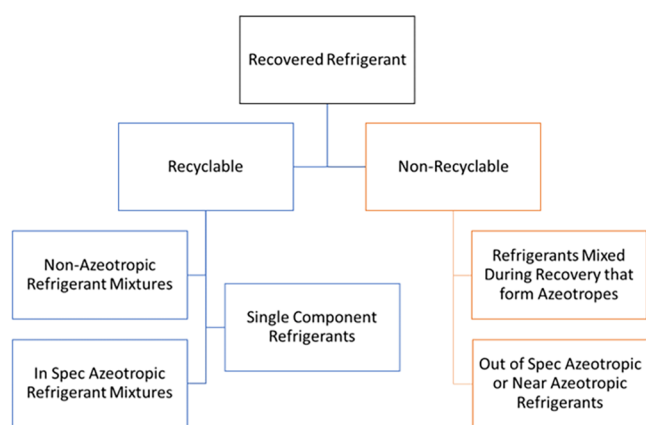 Recovered Refrigerant
Recyclable
Non-Recyclable
Non-Azeotropic
Refrigerant Mixtures
Single Component
Refrigerants
In Spec Azeotropic
Refrigerant Mixtures
Refrigerants Mixed
During Recovery that
form Azeotropes
Out of Spec Azeotropic
or Near Azeotropic
Refrigerants